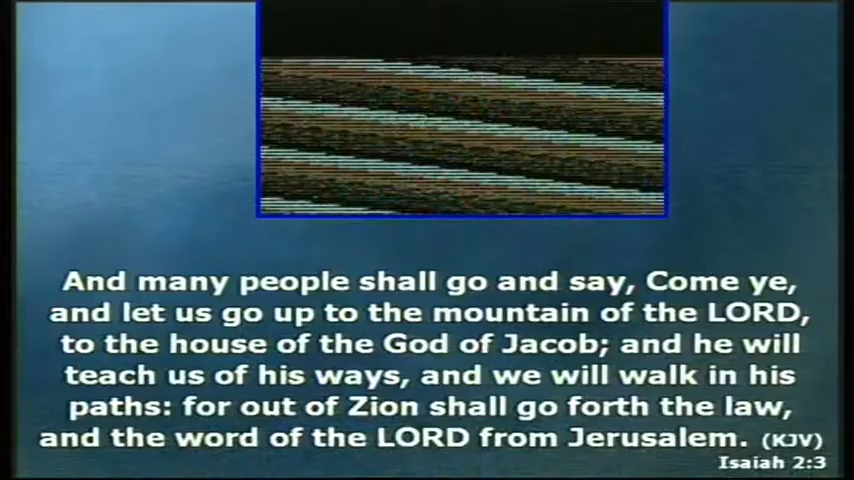 And many people shall go and say, Come ye,
and let us go up to the mountain of the LORD,
to the house of the God of Jacob; and he will
teach us of his ways, and we will walk in his
paths: for out of Zion shall go forth the law,
and the word of the LORD from Jerusalem. (KJV)
Isaiah 2:3